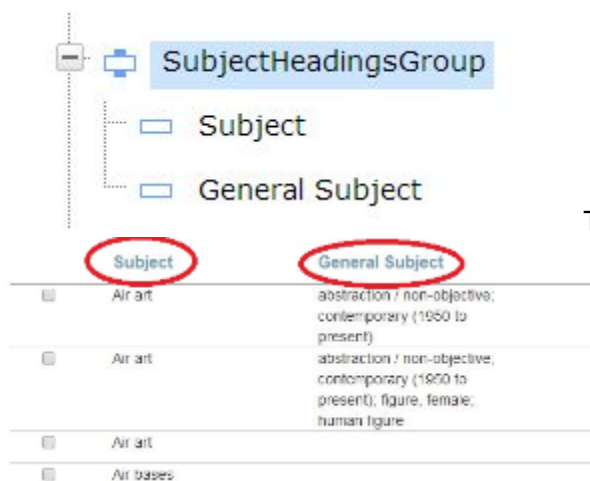 SubjectHeadingsGroup
Subject
General Subject
Subject General Subject
Air art abstraction / non-objective;
contemporary (1950 to
present)
Air art abstraction / non-objective;
contemporary (1950 to
present); figure, female;
human figure
Air art
Air bases